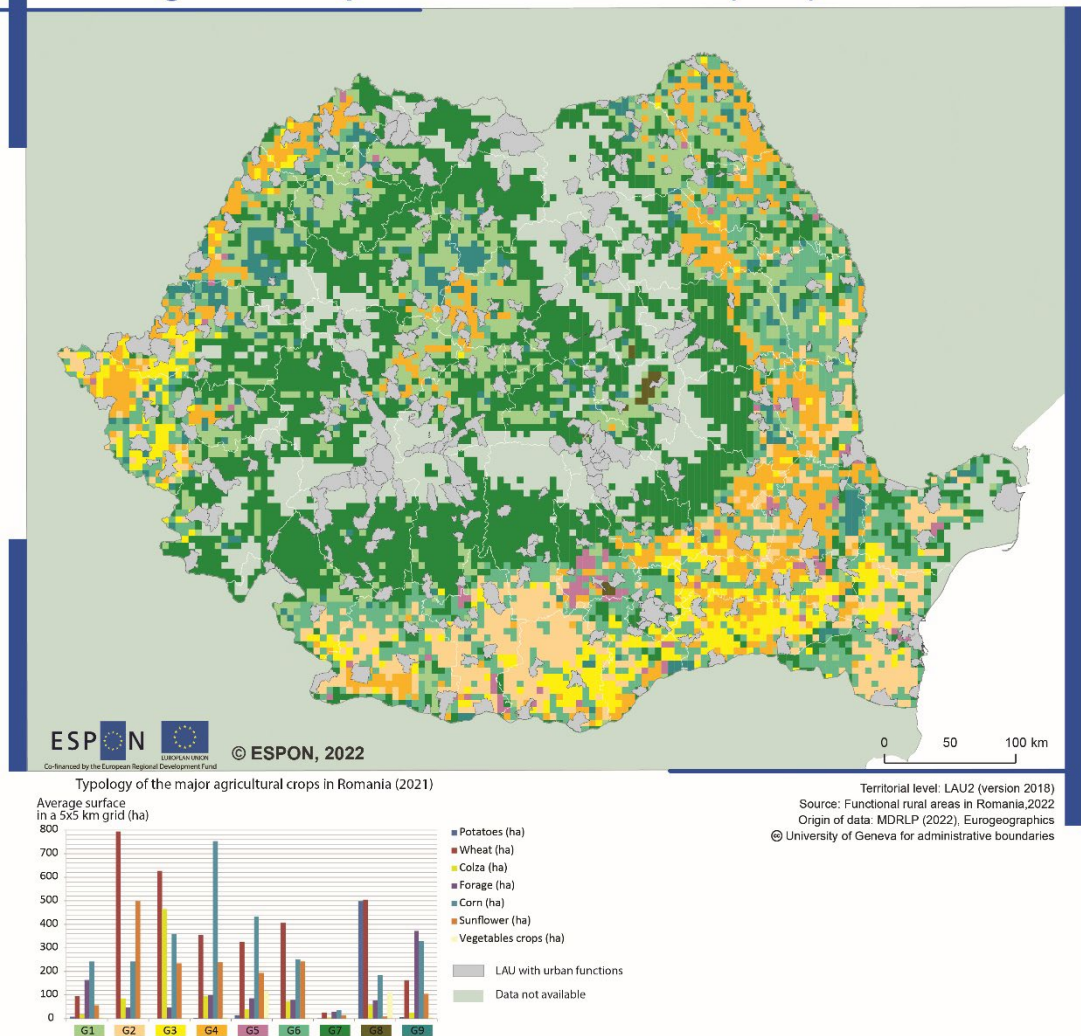 ESPON
EUROPEAN UNION
Co-financed by the European Regional Development Fund
© ESPON, 2022
0 50 100 km
Territorial level: LAU2 (version 2018)
Source: Functional rural areas in Romania,2022
Origin of data: MDRLP (2022), Eurogeographics
University of Geneva for administrative boundaries
Typology of the major agricultural crops in Romania (2021)
Average surface
in a 5x5 km grid (ha)
800
700
600
500
400
300
200
100
0
G1 G2 G3 G4 G5 G6 G7 G8 G9
Potatoes (ha)
Wheat (ha)
Colza (ha)
Forage (ha)
Corn (ha)
Sunflower (ha)
Vegetables crops (ha)
LAU with urban functions
Data not available